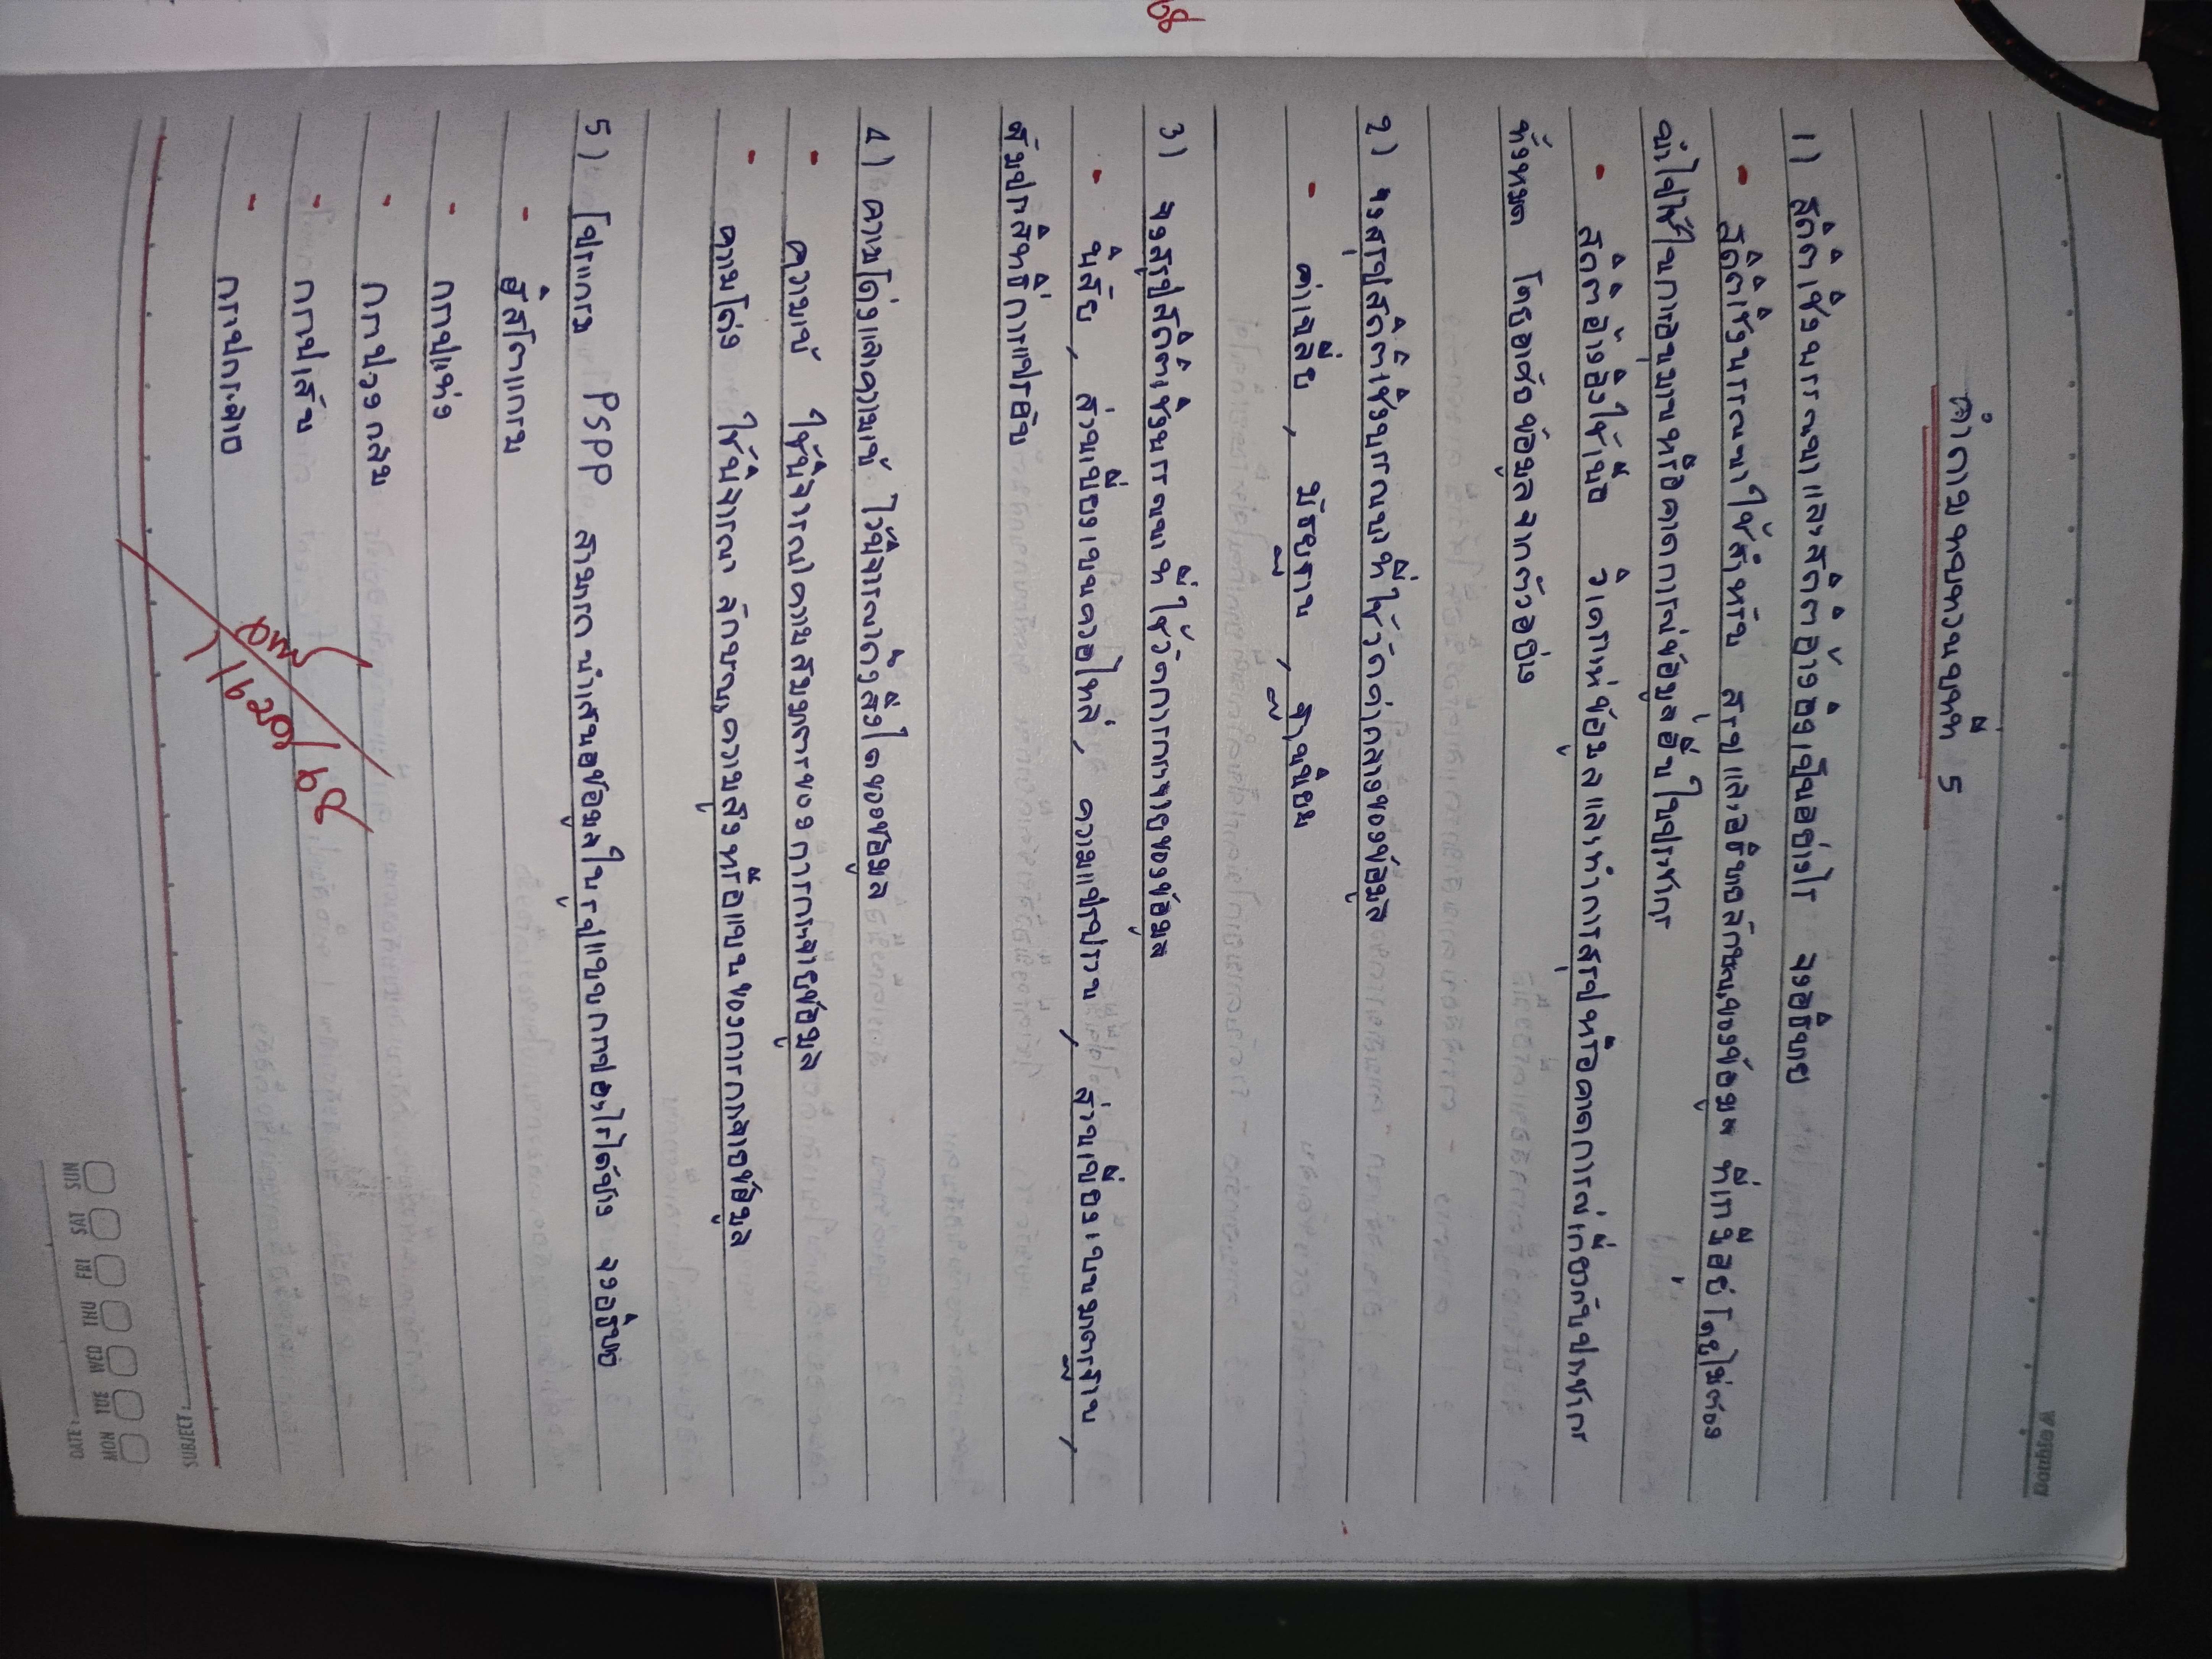 Double A
คำถามทบทวนบทที่ 5
1) สถิติเชิงบรรณนา และสถิติอ้างอิงเป็นอย่างไร จงอธิบาย
- สถิติเชิงบรรณนาใช้สำหรับ สรุปและอธิบายลักษณะของข้อมูล ที่เรามีอยู่โดยไม่ต้อง
นำไปใช้ในการอนุมานหรือคาดการณ์ข้อมูลอื่นในประชากร
- สถิติอ้างอิงใช้เพื่อ วิเคราะห์ข้อมูลและทำการสรุปหรือคาดการณ์เกี่ยวกับประชากร
ทั้งหมด โดยอาศัยข้อมูลจากตัวอย่าง
2) จงสรุปสถิติเชิงบรรณนาที่ใช้วัดค่ากลางของข้อมูล
- ค่าเฉลี่ย , มัธยฐาน , ฐานนิยม
3) จงสรุปสถิติเชิงบรรณนาที่ใช้วัดการกระจายของข้อมูล
- พิสัย , ส่วนเบี่ยงเบนควอไทล์ , ความแปรปรวน , ส่วนเบี่ยงเบนมาตรฐาน ,
สัมประสิทธิ์การแปรผัน
4) ความโด่งและความเบ้ ไว้พิจารณาถึงสิ่งใดของข้อมูล
- ความเบ้ ใช้พิจารณาความสมมาตรของการกระจายข้อมูล
- ความโด่ง ใช้พิจารณา ลักษณะความสูงหรือแบนของการกระจายข้อมูล
5) โปรแกรม PSPP สามารถ นำเสนอข้อมูลในรูปแบบกราฟอะไรได้บ้าง จงอธิบาย
- ฮิสโตแกรม
- กราฟแท่ง
- กราฟวงกลม
- กราฟเส้น
- กราฟกระจาย
SUBJECT:
DATE:
MON TUE WED THU FRI SAT SUN